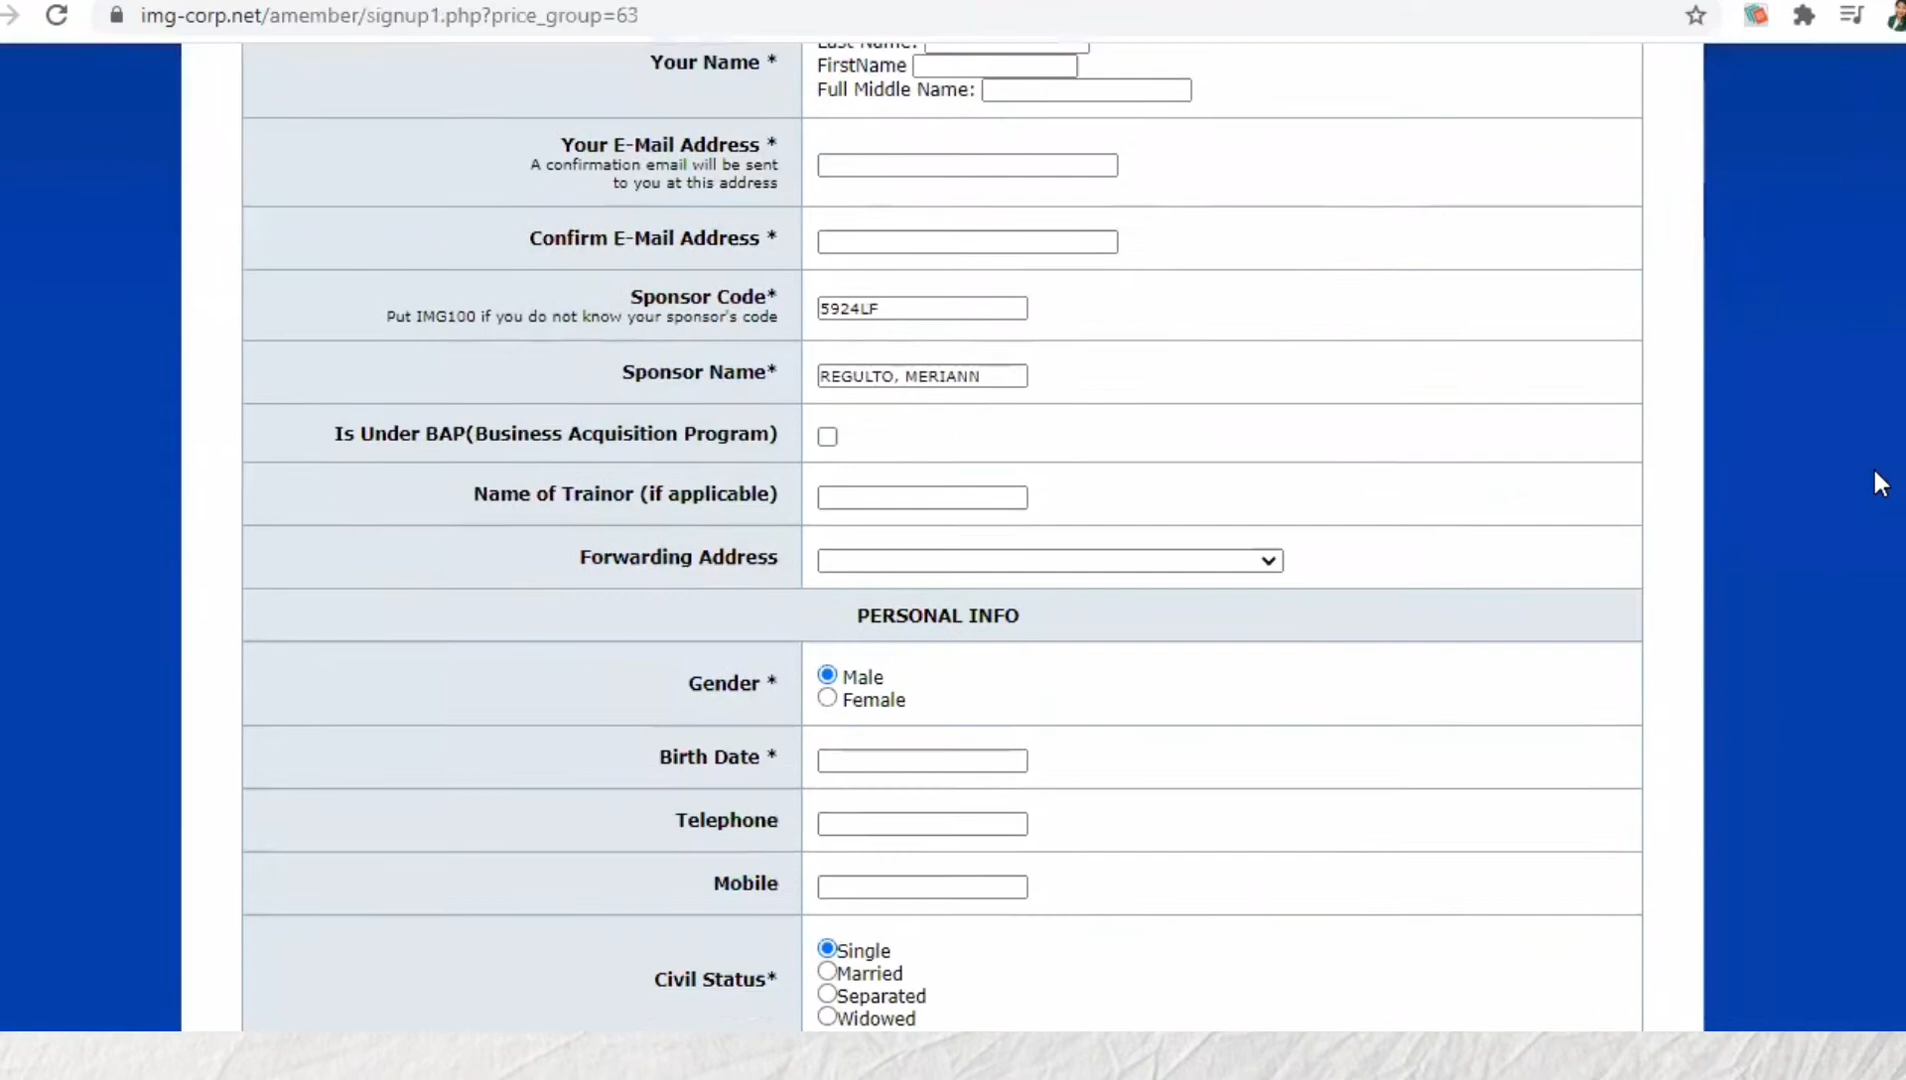 img-corp.net/amember/signup1.php?price_group=63
Last Name:
Your Name *
FirstName
Full Middle Name:
Your E-Mail Address *
A confirmation email will be sent
to you at this address
Confirm E-Mail Address *
Sponsor Code*
Put IMG100 if you do not know your sponsor's code
5924LF
Sponsor Name*
REGULTO, MERIANN
Is Under BAP(Business Acquisition Program)
Name of Trainor (if applicable)
Forwarding Address
PERSONAL INFO
Gender *
Male
Female
Birth Date *
Telephone
Mobile
Civil Status*
Single
Married
Separated
Widowed